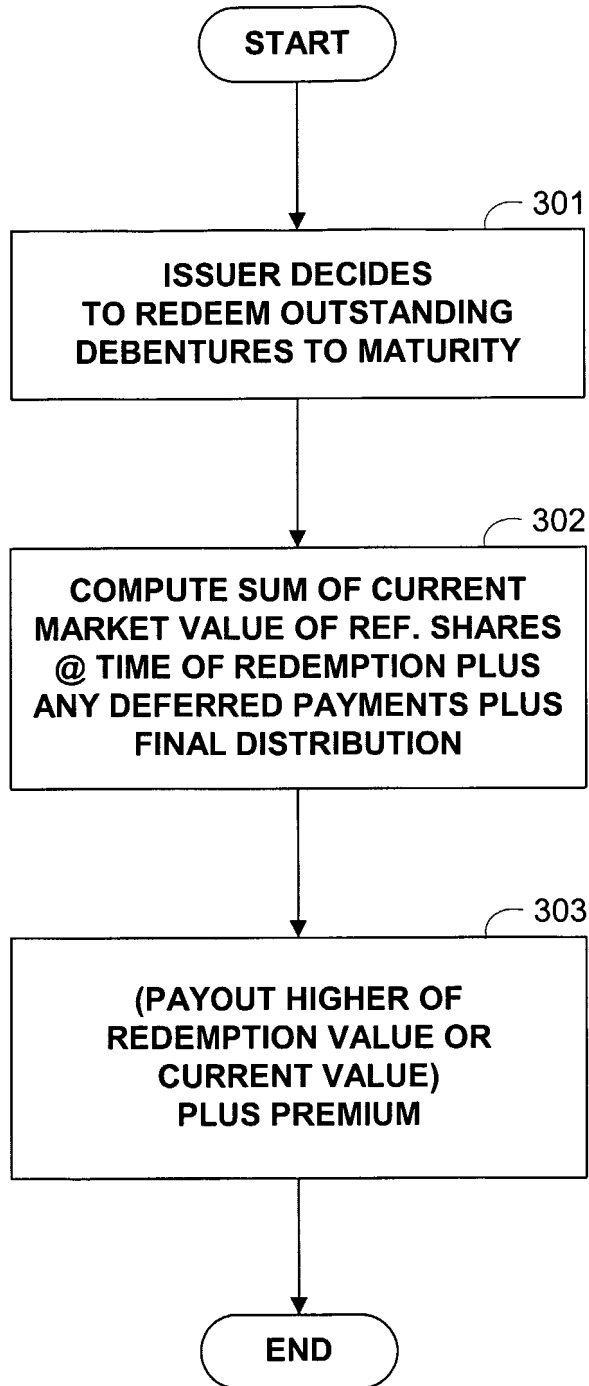 START
301
ISSUER DECIDES
TO REDEEM OUTSTANDING
DEBENTURES TO MATURITY
302
COMPUTE SUM OF CURRENT
MARKET VALUE OF REF. SHARES
@ TIME OF REDEMPTION PLUS
ANY DEFERRED PAYMENTS PLUS
FINAL DISTRIBUTION
303
(PAYOUT HIGHER OF
REDEMPTION VALUE OR
CURRENT VALUE)
PLUS PREMIUM
END